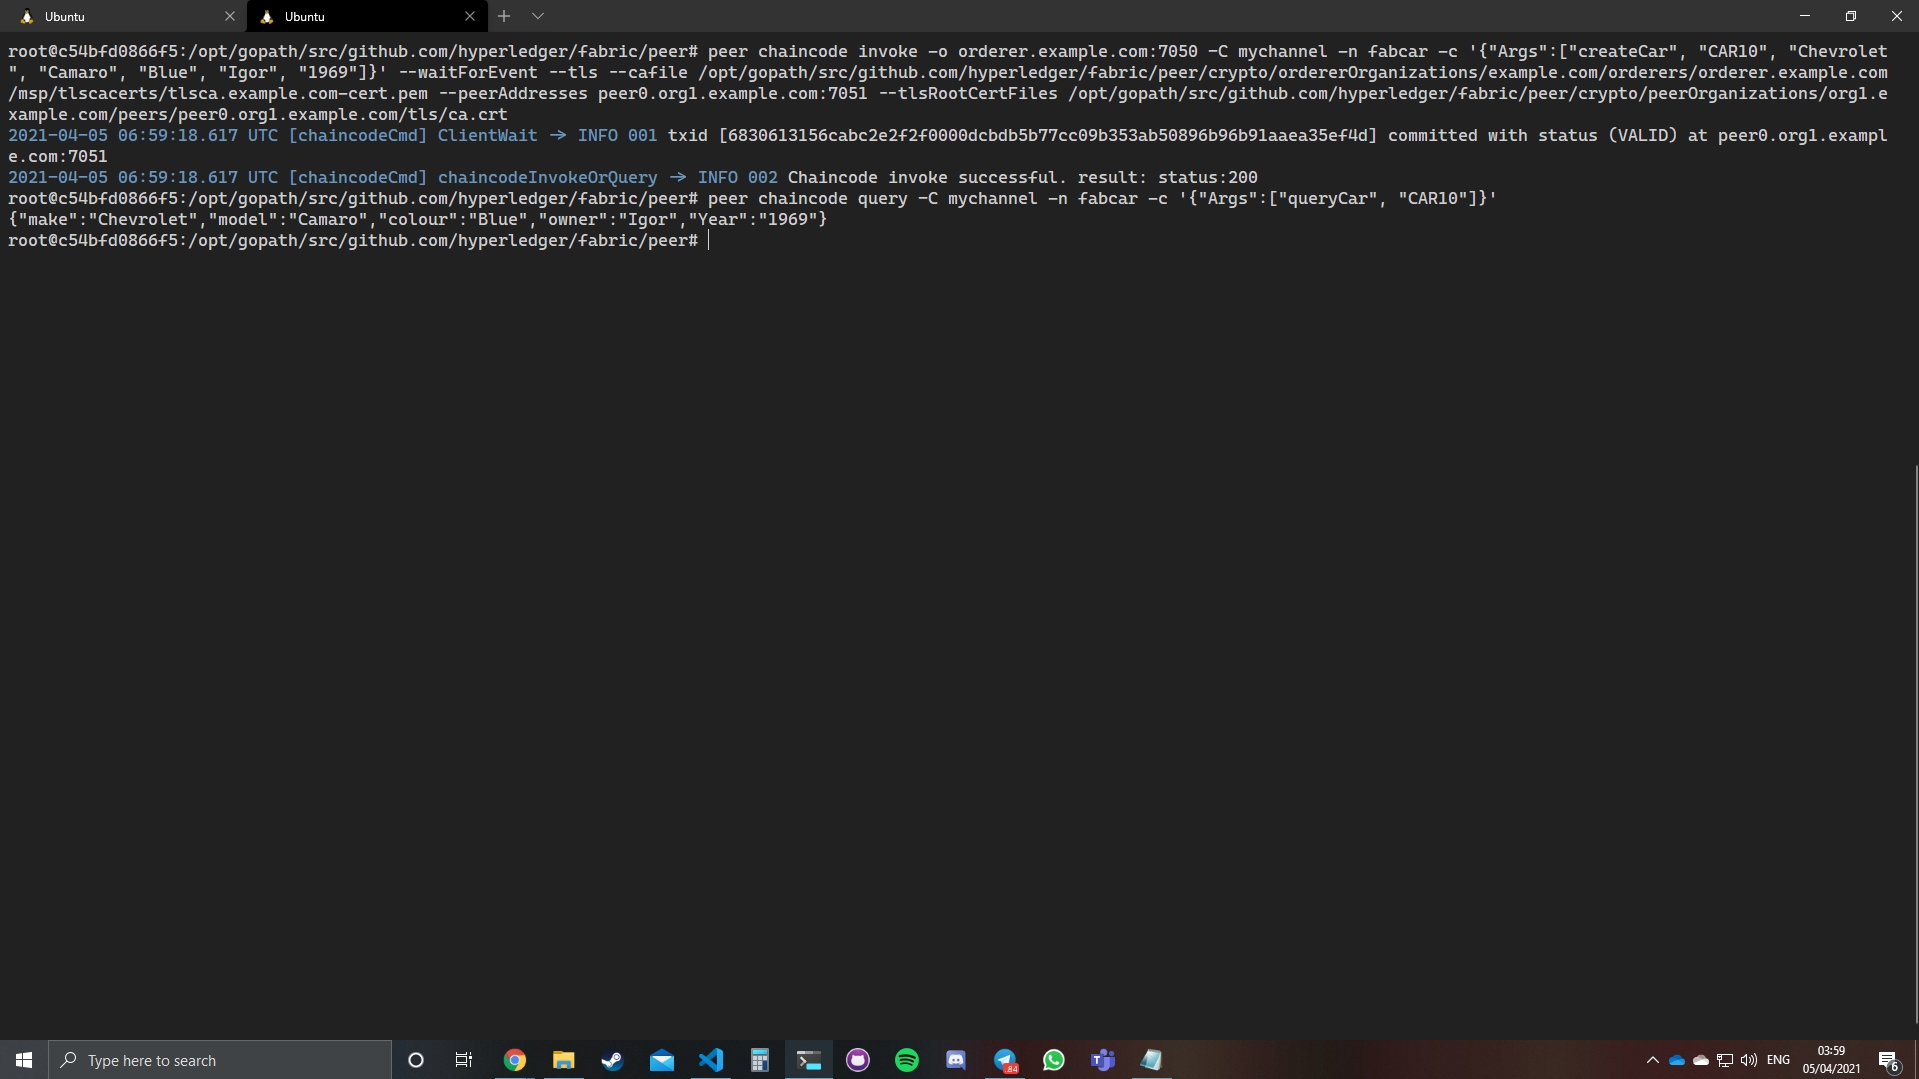 Ubuntu
Ubuntu
root@c54bfd0866f5:/opt/gopath/src/github.com/hyperledger/fabric/peer# peer chaincode invoke -o orderer.example.com:7050 -C mychannel -n fabcar -c '{"Args":["createCar", "CAR10", "Chevrolet
", "Camaro", "Blue", "Igor", "1969"]}' --waitForEvent --tls --cafile /opt/gopath/src/github.com/hyperledger/fabric/peer/crypto/ordererOrganizations/example.com/orderers/orderer.example.com
/msp/tlscacerts/tlsca.example.com-cert.pem --peerAddresses peer0.org1.example.com:7051 --tlsRootCertFiles /opt/gopath/src/github.com/hyperledger/fabric/peer/crypto/peerOrganizations/org1.e
xample.com/peers/peer0.org1.example.com/tls/ca.crt
2021-04-05 06:59:18.617 UTC [chaincodeCmd] ClientWait -> INFO 001 txid [6830613156cabc2e2f2f0000dcbdb5b77cc09b353ab50896b96b91aaea35ef4d] committed with status (VALID) at peer0.org1.exampl
e.com:7051
2021-04-05 06:59:18.617 UTC [chaincodeCmd] chaincodeInvokeOrQuery -> INFO 002 Chaincode invoke successful. result: status:200
root@c54bfd0866f5:/opt/gopath/src/github.com/hyperledger/fabric/peer# peer chaincode query -C mychannel -n fabcar -c '{"Args":["queryCar", "CAR10"]}'
{"make":"Chevrolet","model":"Camaro","colour":"Blue","owner":"Igor","Year":"1969"}
root@c54bfd0866f5:/opt/gopath/src/github.com/hyperledger/fabric/peer#
Type here to search
.84
ENG
03:59
05/04/2021
6